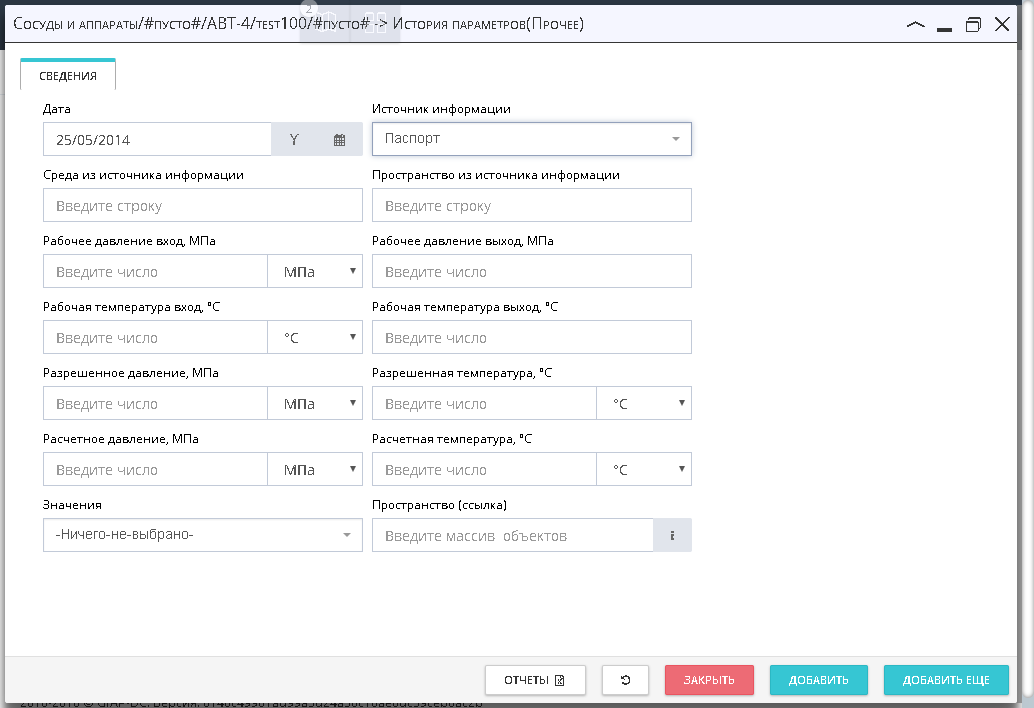 2
Сосуды и аппараты/#пусто#/АВТ-4/test100/#пусто# -> История параметров(Прочее)
СВЕДЕНИЯ
Дата
Источник информации
25/05/2014
Y
Паспорт
Среда из источника информации
Пространство из источника информации
Введите строку
Введите строку
Рабочее давление вход, МПа
Рабочее давление выход, МПа
Введите число
МПа
Введите число
Рабочая температура вход, °С
Рабочая температура выход, °С
Введите число
°С
Введите число
Разрешенное давление, МПа
Разрешенная температура, °С
Введите число
МПа
Введите число
°С
Расчетное давление, МПа
Расчетная температура, °С
Введите число
МПа
Введите число
°С
Значения
Пространство (ссылка)
-Ничего-не-выбрано-
Введите массив объектов
ОТЧЕТЫ
ЗАКРЫТЬ
ДОБАВИТЬ
ДОБАВИТЬ ЕЩЕ